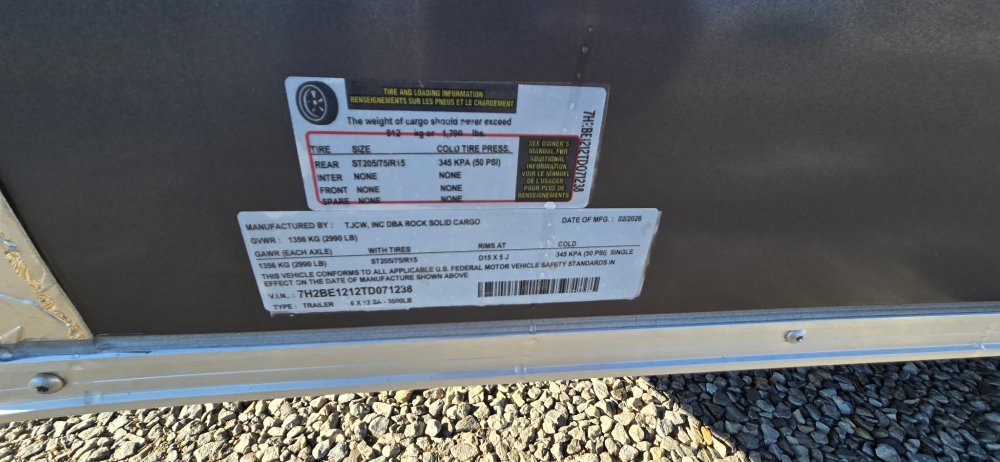 TIRE AND LOADING INFORMATION
RENSEIGNEMENTS SUR LES PNEUS ET LE CHARGEMENT
The weight of cargo should never exceed
812 kg or 1,790 lbs.
TIRE SIZE COLD TIRE PRESS.
REAR ST205/75/R15 345 KPA (50 PSI)
INTER NONE NONE
FRONT NONE NONE
SPARE NONE NONE
SEE OWNER'S
MANUAL FOR
ADDITIONAL
INFORMATION
VOIR LE MANUEL
DE L'USAGER
POUR PLUS DE
RENSEIGNEMENTS
7H2BE1212TD071238
MANUFACTURED BY : TJCW, INC DBA ROCK SOLID CARGO DATE OF MFG. : 02/2026
GVWR : 1356 KG (2990 LB)
GAWR (EACH AXLE) WITH TIRES RIMS AT COLD
1356 KG (2990 LB) ST205/75/R15 D15 X 5 J 345 KPA (50 PSI) SINGLE
THIS VEHICLE CONFORMS TO ALL APPLICABLE U.S. FEDERAL MOTOR VEHICLE SAFETY STANDARDS IN
EFFECT ON THE DATE OF MANUFACTURE SHOWN ABOVE
V.I.N.: 7H2BE1212TD071238
TYPE : TRAILER 6 X 12 SA - 3500LB